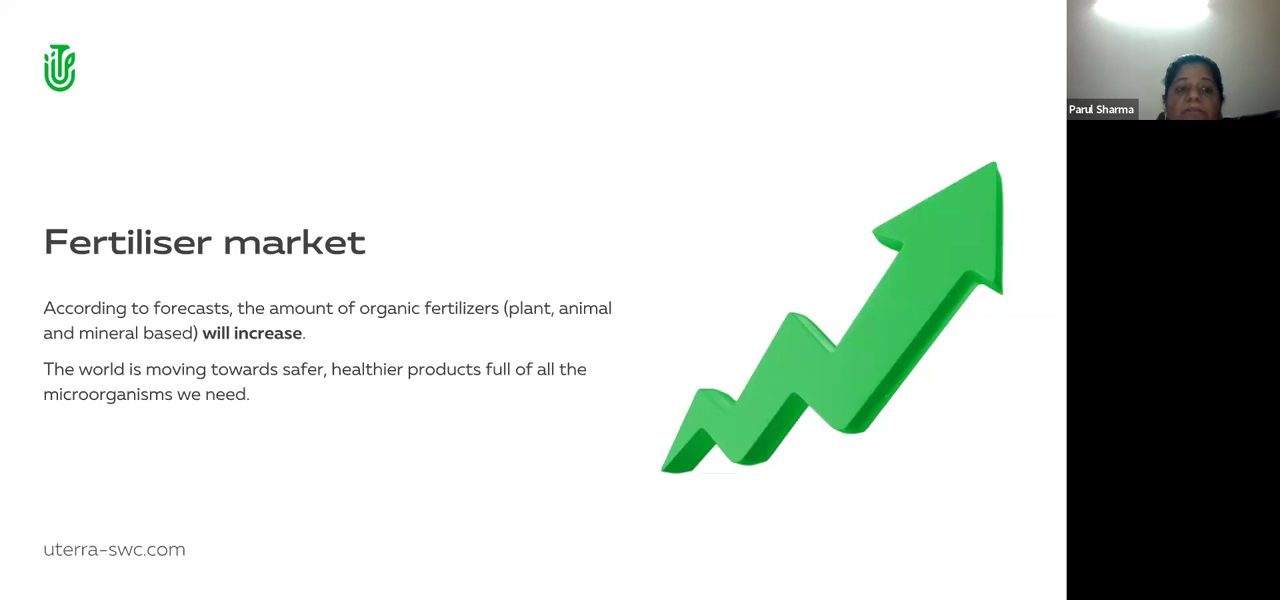 Parul Sharma
Fertiliser market
According to forecasts, the amount of organic fertilizers (plant, animal
and mineral based) will increase.
The world is moving towards safer, healthier products full of all the
microorganisms we need.
uterra-swc.com